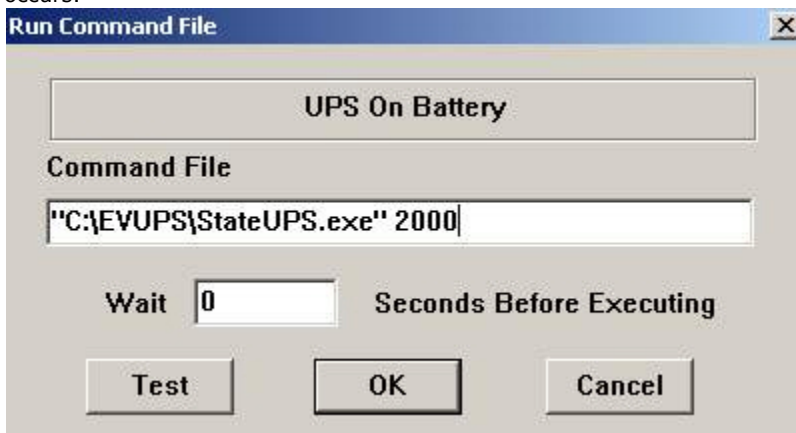 occurs.
Run Command File
UPS On Battery
Command File
"C:\EVUPS\StateUPS.exe" 2000
Wait 0 Seconds Before Executing
Test OK Cancel